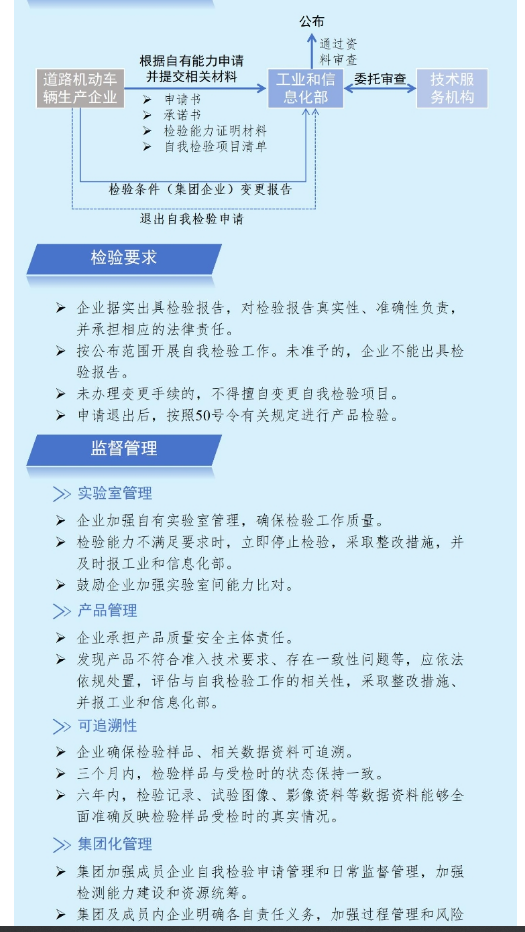 公布
通过资
料审查
根据自有能力申请
并提交相关材料
道路机动车
辆生产企业
工业和信
息化部
委托审查
技术服
务机构
➢ 申请书
➢ 承诺书
➢ 检验能力证明材料
➢ 自我检验项目清单
检验条件（集团企业）变更报告
退出自我检验申请
检验要求
➢ 企业据实出具检验报告，对检验报告真实性、准确性负责，
并承担相应的法律责任。
➢ 按公布范围开展自我检验工作。未准予的，企业不能出具检
验报告。
➢ 未办理变更手续的，不得擅自变更自我检验项目。
➢ 申请退出后，按照50号令有关规定进行产品检验。
监督管理
实验室管理
➢ 企业加强自有实验室管理，确保检验工作质量。
➢ 检验能力不满足要求时，立即停止检验，采取整改措施，并
及时报工业和信息化部。
➢ 鼓励企业加强实验室间能力比对。
产品管理
➢ 企业承担产品质量安全主体责任。
➢ 发现产品不符合准入技术要求、存在一致性问题等，应依法
依规处置，评估与自我检验工作的相关性，采取整改措施、
并报工业和信息化部。
可追溯性
➢ 企业确保检验样品、相关数据资料可追溯。
➢ 三个月内，检验样品与受检时的状态保持一致。
➢ 六年内，检验记录、试验图像、影像资料等数据资料能够全
面准确反映检验样品受检时的真实情况。
集团化管理
➢ 集团加强成员企业自我检验申请管理和日常监督管理，加强
检测能力建设和资源统筹。
➢ 集团及成员内企业明确各自责任义务，加强过程管理和风险